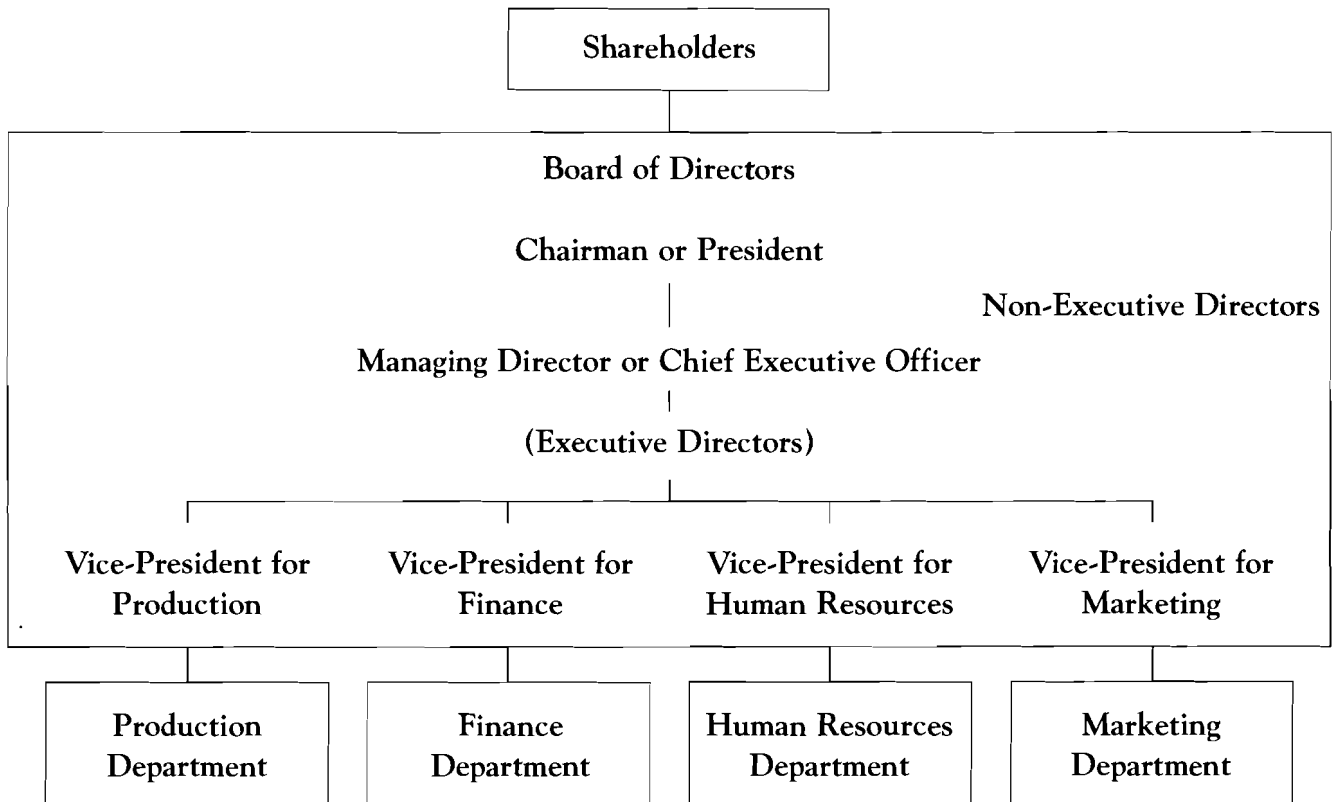 Shareholders
Board of Directors
Chairman or President
Non-Executive Directors
Managing Director or Chief Executive Officer
(Executive Directors)
Vice-President for
Production
Vice-President for
Finance
Vice-President for
Human Resources
Vice-President for
Marketing
Production
Department
Finance
Department
Human Resources
Department
Marketing
Department